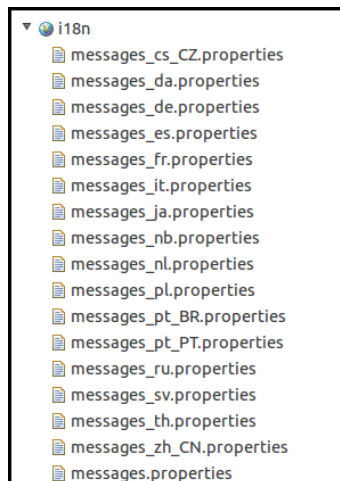 i18n
messages_cs_CZ.properties
messages_da.properties
messages_de.properties
messages_es.properties
messages_fr.properties
messages_it.properties
messages_ja.properties
messages_nb.properties
messages_nl.properties
messages_pl.properties
messages_pt_BR.properties
messages_pt_PT.properties
messages_ru.properties
messages_sv.properties
messages_th.properties
messages_zh_CN.properties
messages.properties